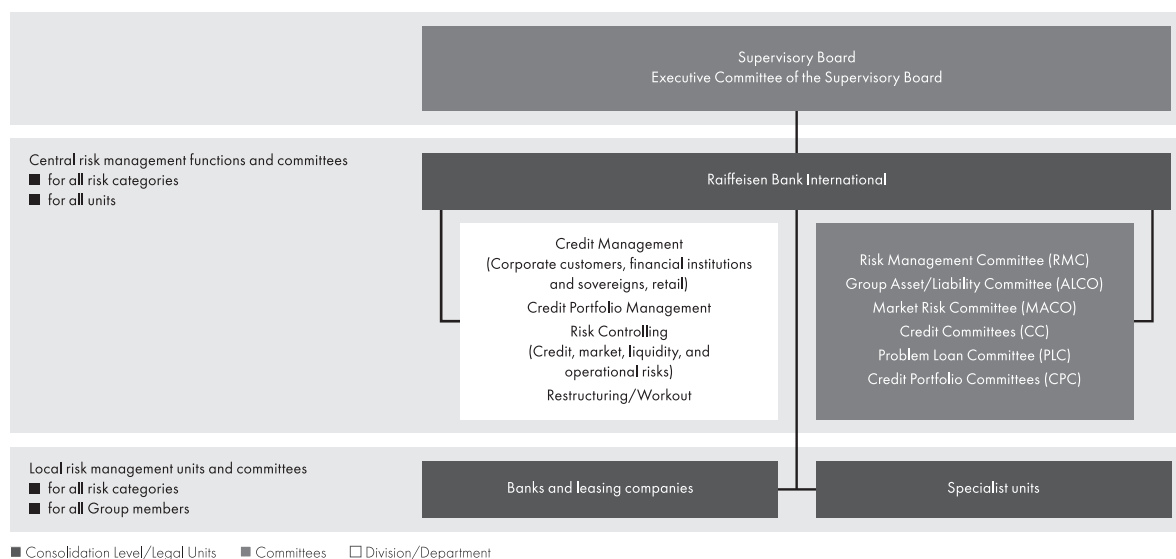 Supervisory Board
Executive Committee of the Supervisory Board
Central risk management functions and committees
■ for all risk categories
■ for all units
Raiffeisen Bank International
Credit Management
(Corporate customers, financial institutions
and sovereigns, retail)
Credit Portfolio Management
Risk Controlling
(Credit, market, liquidity, and
operational risks)
Restructuring/Workout
Risk Management Committee (RMC)
Group Asset/Liability Committee (ALCO)
Market Risk Committee (MACO)
Credit Committees (CC)
Problem Loan Committee (PLC)
Credit Portfolio Committees (CPC)
Local risk management units and committees
■ for all risk categories
■ for all Group members
Banks and leasing companies
Specialist units
■ Consolidation Level/Legal Units ■ Committees □ Division/Department